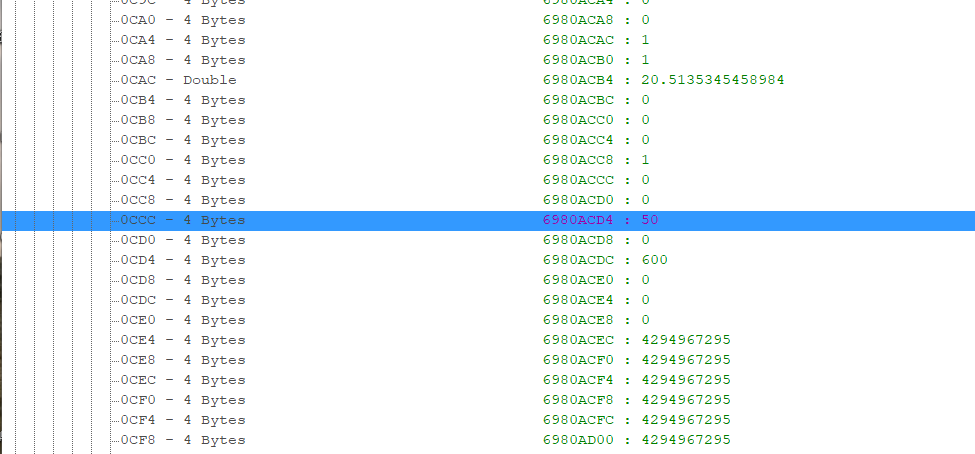 0C9C - 4 Bytes 6980ACA4 : 0
0CA0 - 4 Bytes 6980ACA8 : 0
0CA4 - 4 Bytes 6980ACAC : 1
0CA8 - 4 Bytes 6980ACB0 : 1
0CAC - Double 6980ACB4 : 20.5135345458984
0CB4 - 4 Bytes 6980ACBC : 0
0CB8 - 4 Bytes 6980ACC0 : 0
0CBC - 4 Bytes 6980ACC4 : 0
0CC0 - 4 Bytes 6980ACC8 : 1
0CC4 - 4 Bytes 6980ACCC : 0
0CC8 - 4 Bytes 6980ACD0 : 0
0CCC - 4 Bytes 6980ACD4 : 50
0CD0 - 4 Bytes 6980ACD8 : 0
0CD4 - 4 Bytes 6980ACDC : 600
0CD8 - 4 Bytes 6980ACE0 : 0
0CDC - 4 Bytes 6980ACE4 : 0
0CE0 - 4 Bytes 6980ACE8 : 0
0CE4 - 4 Bytes 6980ACEC : 4294967295
0CE8 - 4 Bytes 6980ACF0 : 4294967295
0CEC - 4 Bytes 6980ACF4 : 4294967295
0CF0 - 4 Bytes 6980ACF8 : 4294967295
0CF4 - 4 Bytes 6980ACFC : 4294967295
0CF8 - 4 Bytes 6980AD00 : 4294967295